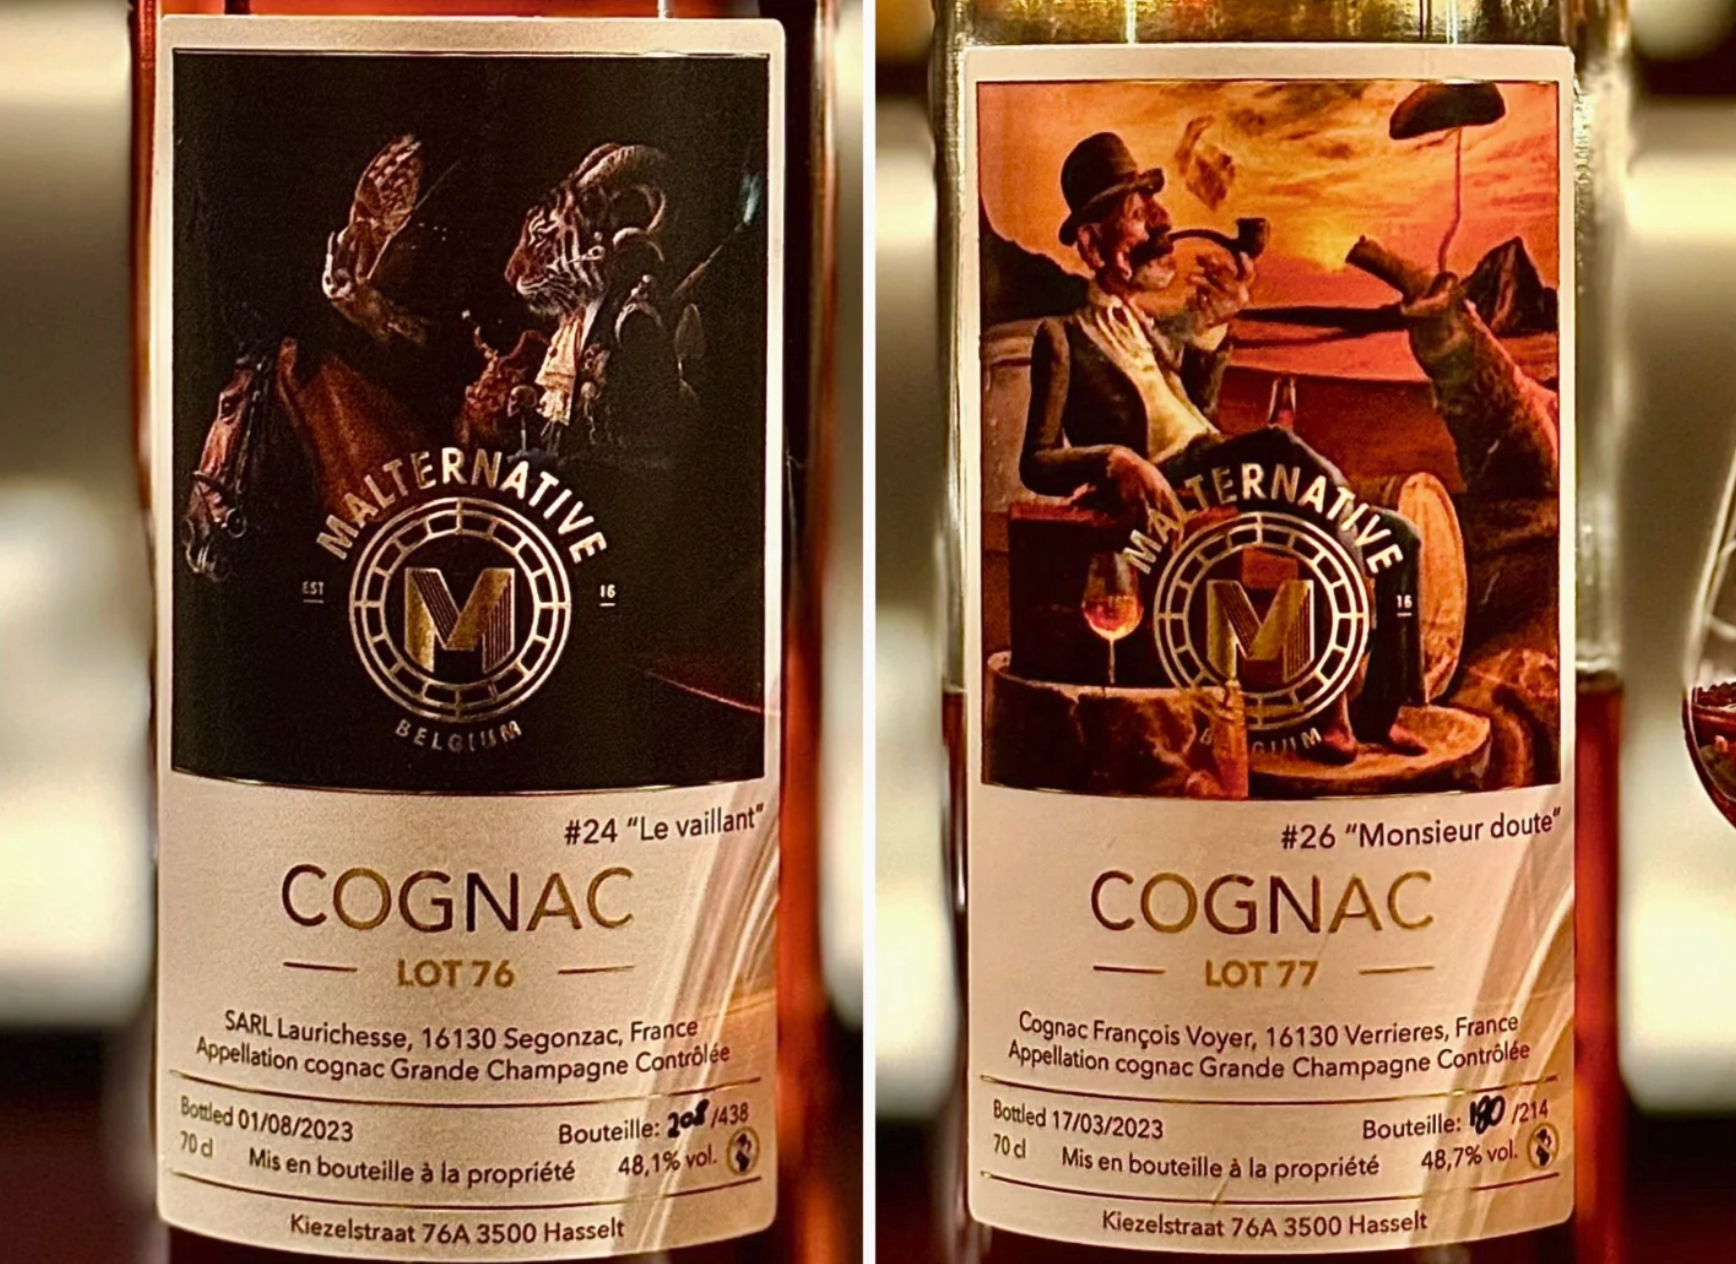 MALTERNATIVE
EST 16
M
BELGIUM
#24 "Le vaillant"
COGNAC
LOT 76
SARL Laurichesse, 16130 Segonzac, France
Appellation cognac Grande Champagne Contrôlée
Bottled 01/08/2023 Bouteille: 208/438
70 cl Mis en bouteille à la propriété 48,1% vol.
Kiezelstraat 76A 3500 Hasselt
MALTERNATIVE
16
M
BELGIUM
#26 "Monsieur doute"
COGNAC
LOT 77
Cognac François Voyer, 16130 Verrieres, France
Appellation cognac Grande Champagne Contrôlée
Bottled 17/03/2023 Bouteille: 180/214
70 cl Mis en bouteille à la propriété 48,7% vol.
Kiezelstraat 76A 3500 Hasselt